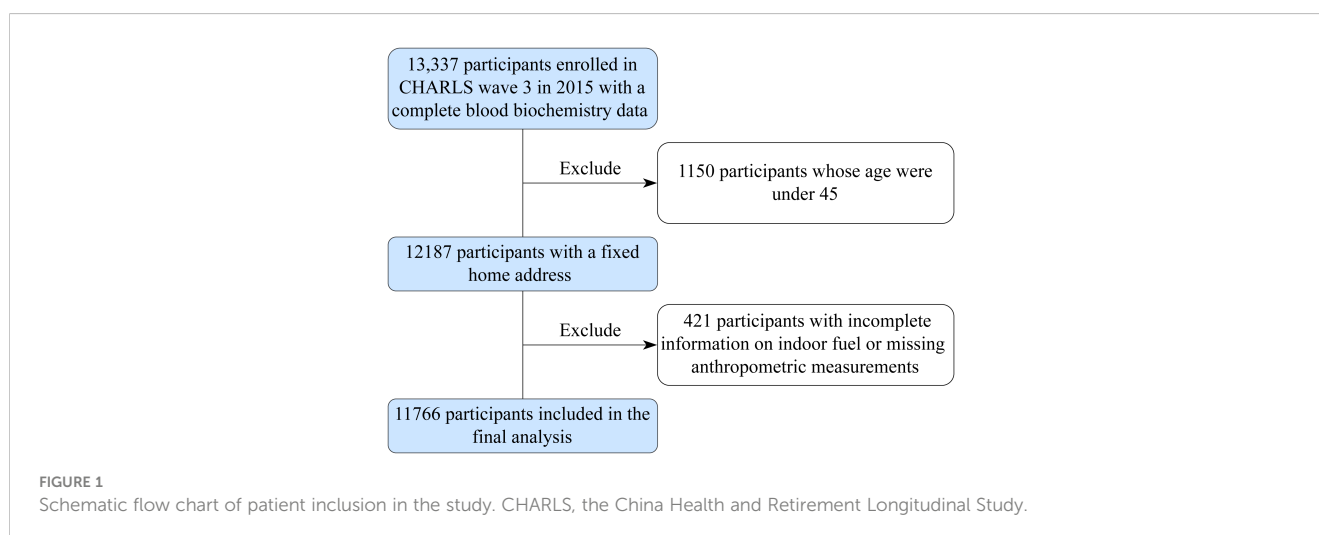 13,337 participants enrolled in
CHARLS wave 3 in 2015 with a
complete blood biochemistry data
Exclude
1150 participants whose age were
under 45
12187 participants with a fixed
home address
Exclude
421 participants with incomplete
information on indoor fuel or missing
anthropometric measurements
11766 participants included in the
final analysis
FIGURE 1
Schematic flow chart of patient inclusion in the study. CHARLS, the China Health and Retirement Longitudinal Study.